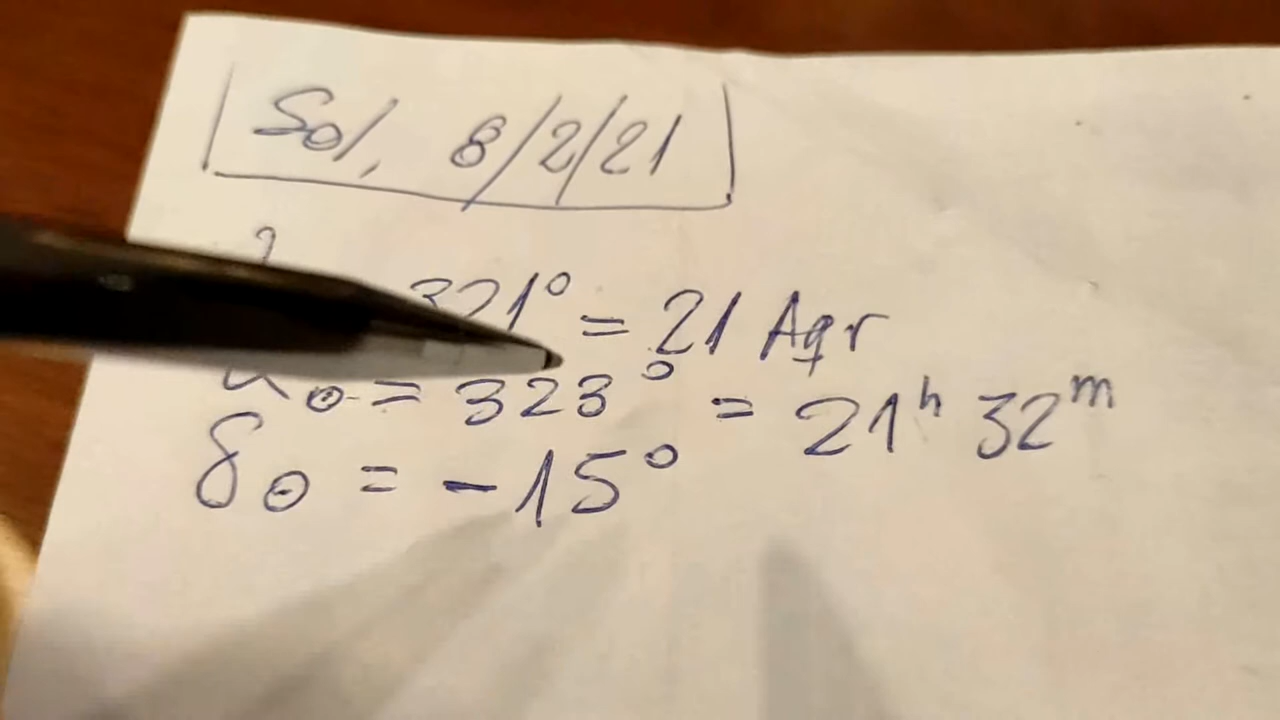 Sol, 8/2/21
321° = 21 Aqr
α☉ = 323° = 21ʰ 32ᵐ
δ☉ = -15°